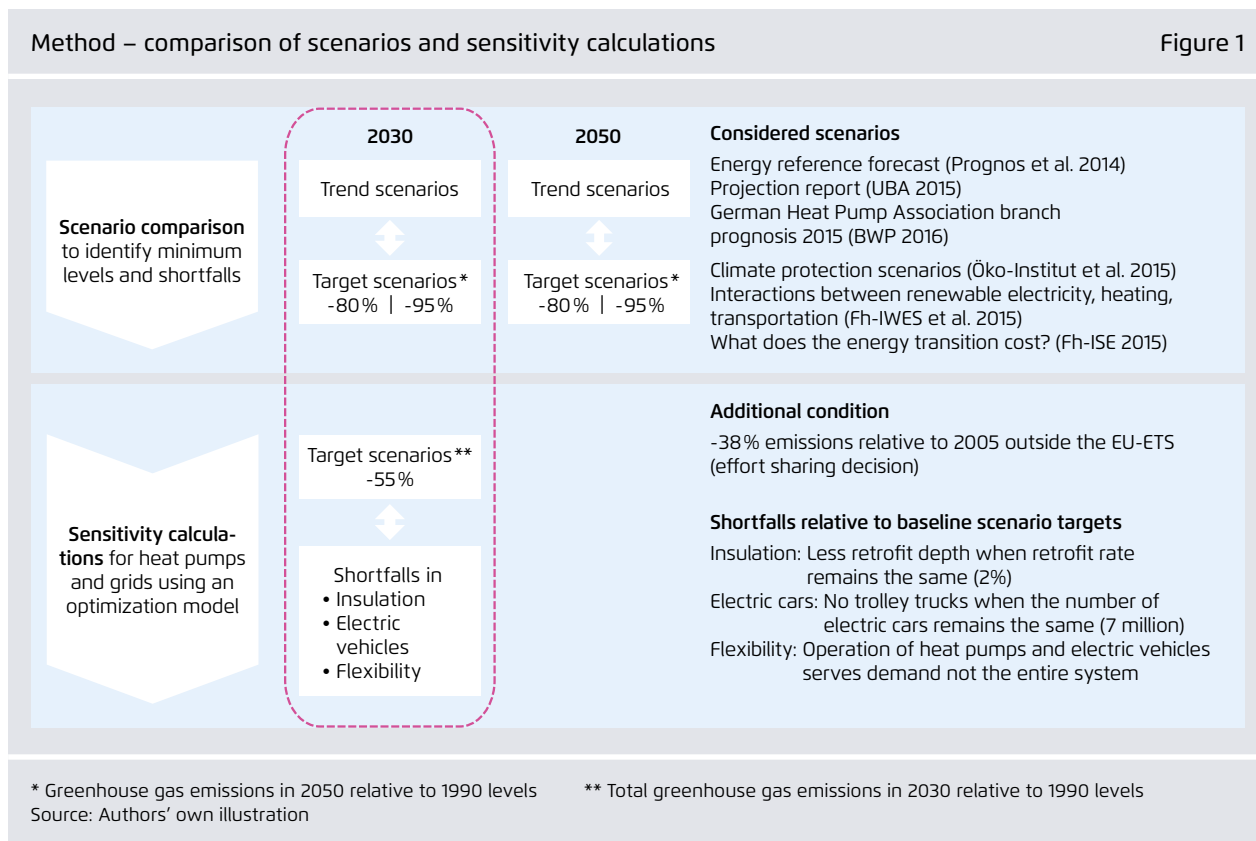 Method – comparison of scenarios and sensitivity calculations
Figure 1
Scenario comparison
to identify minimum
levels and shortfalls
2030
Trend scenarios
Target scenarios*
-80% | -95%
2050
Trend scenarios
Target scenarios*
-80% | -95%
Considered scenarios
Energy reference forecast (Prognos et al. 2014)
Projection report (UBA 2015)
German Heat Pump Association branch
prognosis 2015 (BWP 2016)
Climate protection scenarios (Öko-Institut et al. 2015)
Interactions between renewable electricity, heating,
transportation (Fh-IWES et al. 2015)
What does the energy transition cost? (Fh-ISE 2015)
Sensitivity calcula-
tions for heat pumps
and grids using an
optimization model
Target scenarios**
-55%
Shortfalls in
• Insulation
• Electric
vehicles
• Flexibility
Additional condition
-38% emissions relative to 2005 outside the EU-ETS
(effort sharing decision)
Shortfalls relative to baseline scenario targets
Insulation: Less retrofit depth when retrofit rate
remains the same (2%)
Electric cars: No trolley trucks when the number of
electric cars remains the same (7 million)
Flexibility: Operation of heat pumps and electric vehicles
serves demand not the entire system
* Greenhouse gas emissions in 2050 relative to 1990 levels
** Total greenhouse gas emissions in 2030 relative to 1990 levels
Source: Authors' own illustration